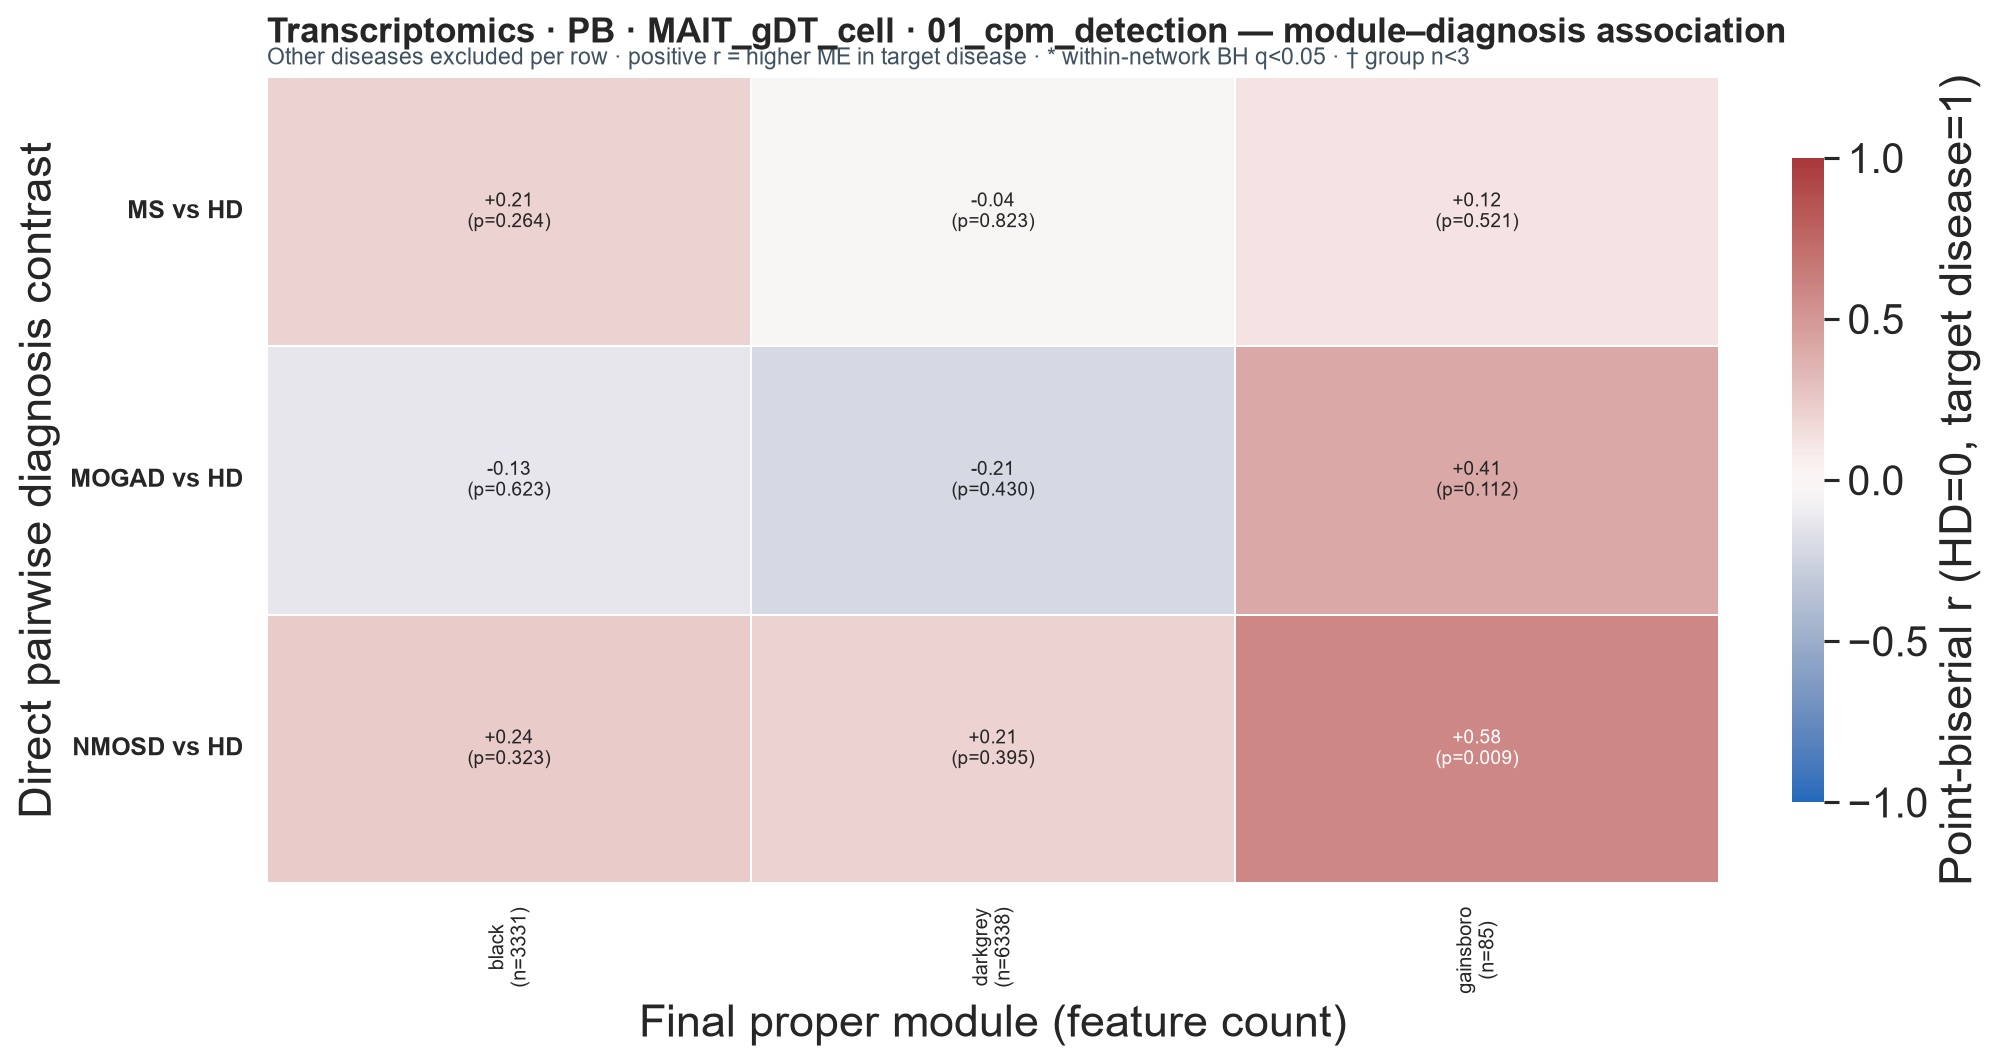 Transcriptomics · PB · MAIT_gDT_cell · 01_cpm_detection — module–diagnosis association
Other diseases excluded per row · positive r = higher ME in target disease · * within-network BH q<0.05 · † group n<3
Direct pairwise diagnosis contrast
MS vs HD
+0.21
(p=0.264)
-0.04
(p=0.823)
+0.12
(p=0.521)
MOGAD vs HD
-0.13
(p=0.623)
-0.21
(p=0.430)
+0.41
(p=0.112)
NMOSD vs HD
+0.24
(p=0.323)
+0.21
(p=0.395)
+0.58
(p=0.009)
black
(n=3331)
darkgrey
(n=6338)
gainsboro
(n=85)
Final proper module (feature count)
1.0
0.5
0.0
−0.5
−1.0
Point-biserial r (HD=0, target disease=1)